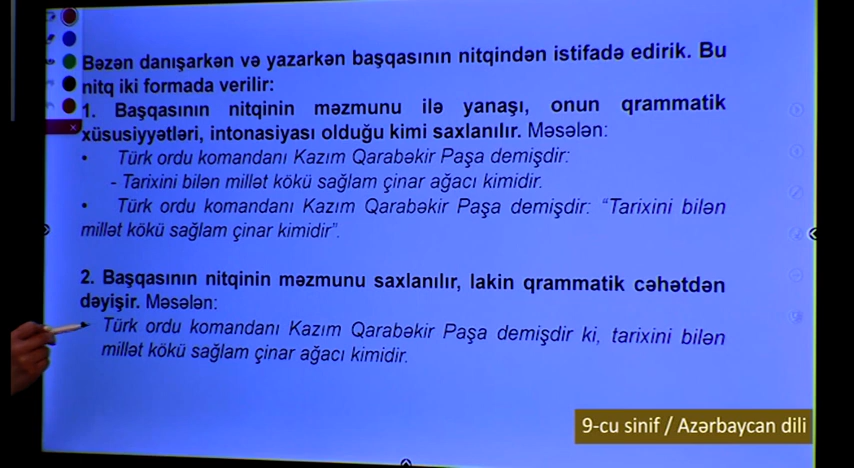 Bəzən danışarkən və yazarkən başqasının nitqindən istifadə edirik. Bu
nitq iki formada verilir:
1. Başqasının nitqinin məzmunu ilə yanaşı, onun qrammatik
xüsusiyyətləri, intonasiyası olduğu kimi saxlanılır. Məsələn:
• Türk ordu komandanı Kazım Qarabəkir Paşa demişdir:
- Tarixini bilən millət kökü sağlam çinar ağacı kimidir.
• Türk ordu komandanı Kazım Qarabəkir Paşa demişdir: “Tarixini bilən
millət kökü sağlam çinar kimidir”.
2. Başqasının nitqinin məzmunu saxlanılır, lakin qrammatik cəhətdən
dəyişir. Məsələn:
Türk ordu komandanı Kazım Qarabəkir Paşa demişdir ki, tarixini bilən
millət kökü sağlam çinar ağacı kimidir.
9-cu sinif / Azərbaycan dili